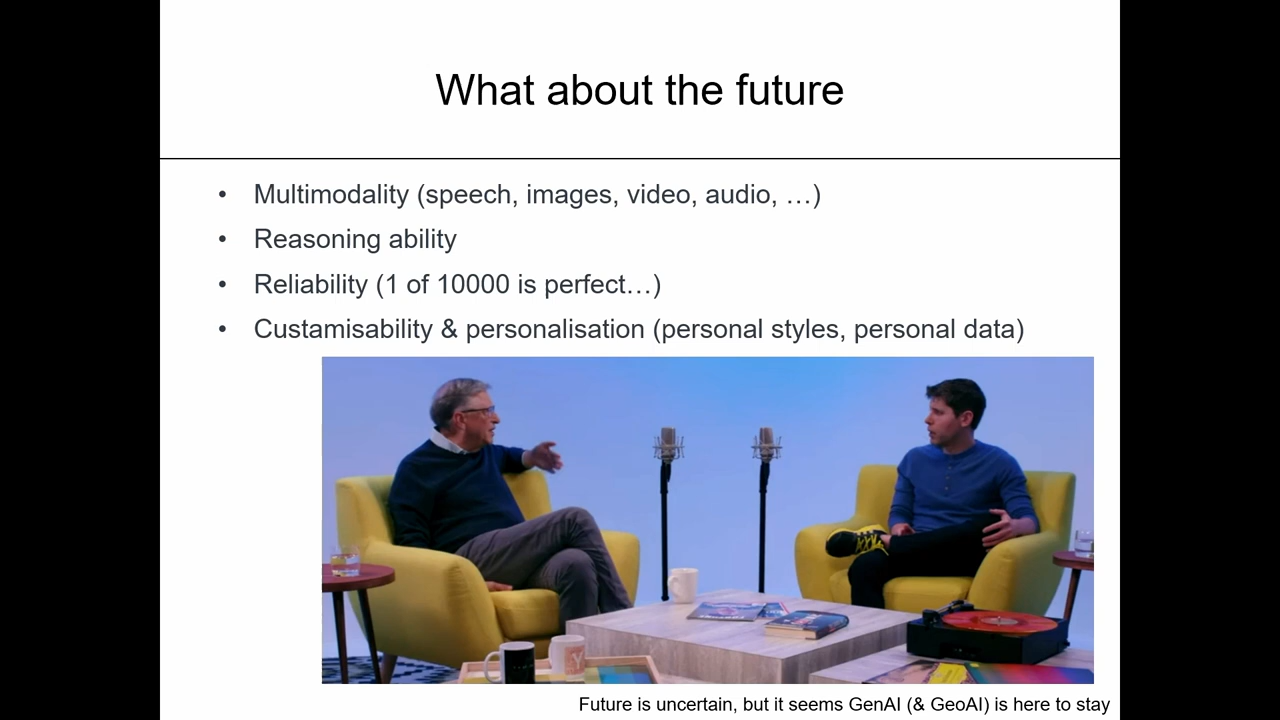 What about the future
• Multimodality (speech, images, video, audio, …)
• Reasoning ability
• Reliability (1 of 10000 is perfect…)
• Custamisability & personalisation (personal styles, personal data)
Y
Future is uncertain, but it seems GenAI (& GeoAI) is here to stay